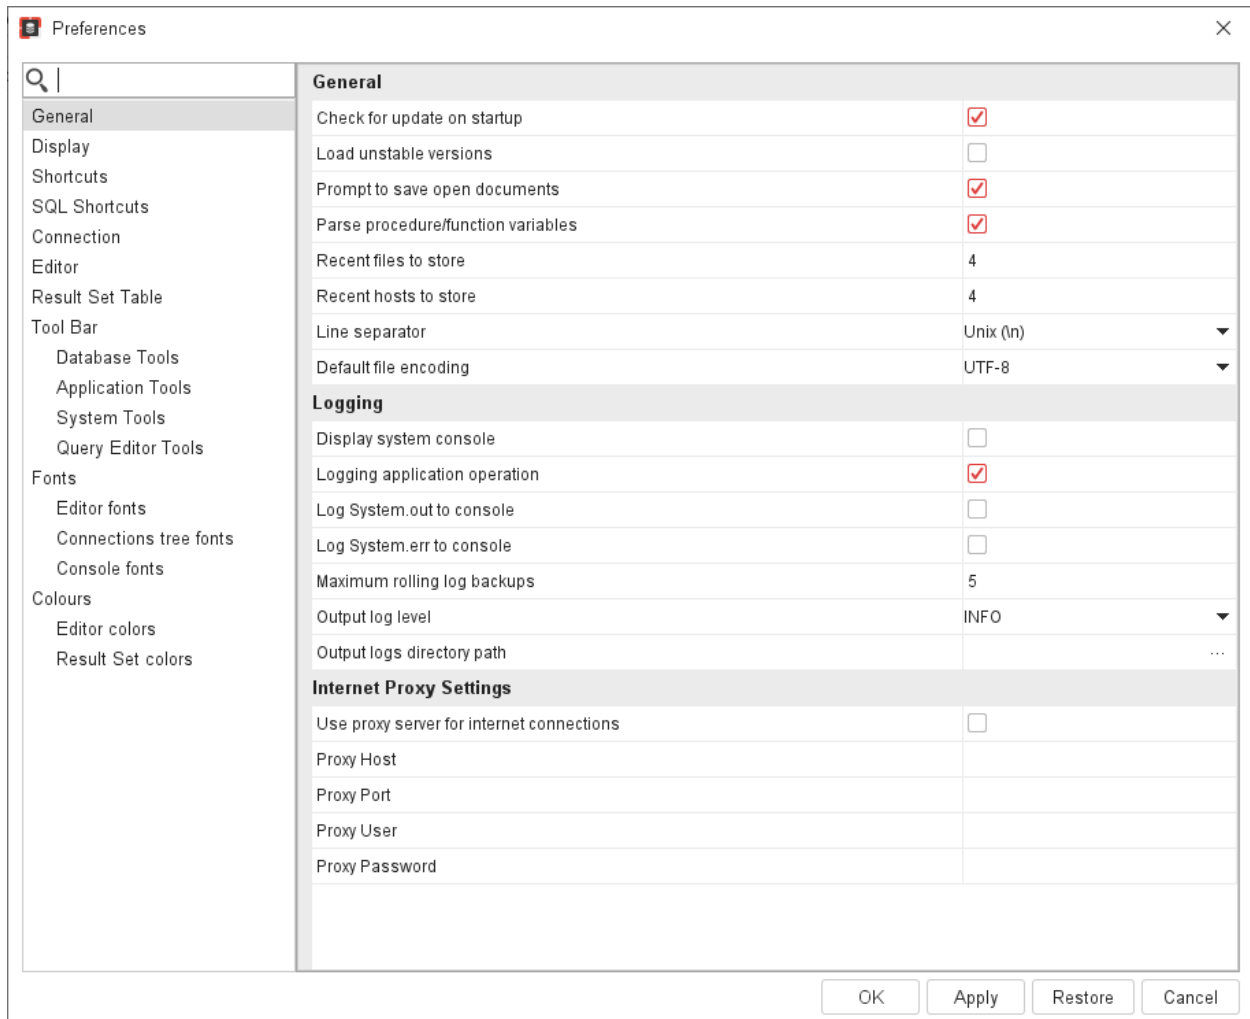 Preferences
General
Display
Shortcuts
SQL Shortcuts
Connection
Editor
Result Set Table
Tool Bar
Database Tools
Application Tools
System Tools
Query Editor Tools
Fonts
Editor fonts
Connections tree fonts
Console fonts
Colours
Editor colors
Result Set colors
General
Check for update on startup
Load unstable versions
Prompt to save open documents
Parse procedure/function variables
Recent files to store 4
Recent hosts to store 4
Line separator Unix (\n)
Default file encoding UTF-8
Logging
Display system console
Logging application operation
Log System.out to console
Log System.err to console
Maximum rolling log backups 5
Output log level INFO
Output logs directory path ...
Internet Proxy Settings
Use proxy server for internet connections
Proxy Host
Proxy Port
Proxy User
Proxy Password
OK Apply Restore Cancel